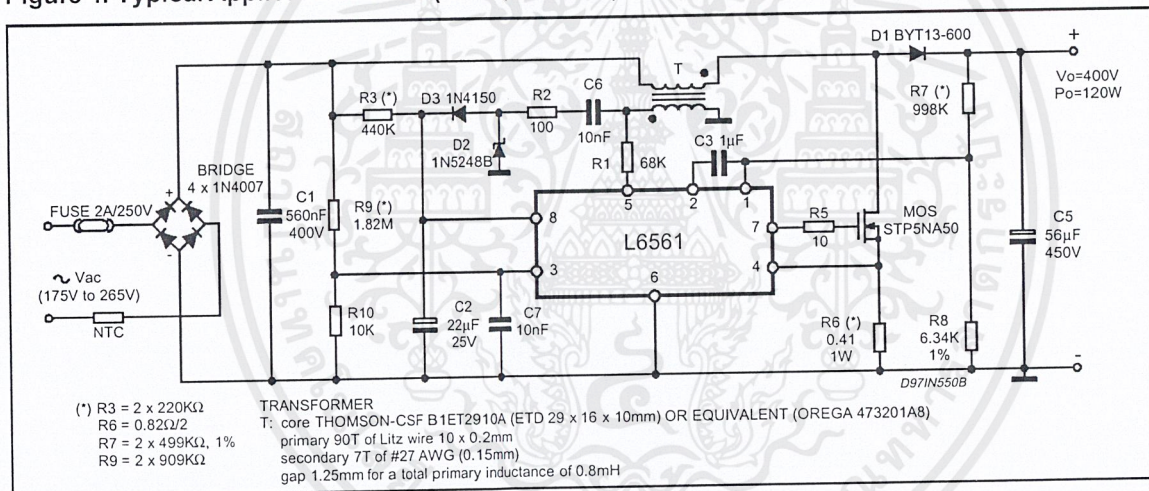 D1 BYT13-600
+
Vo=400V
Po=120W
T
C6
10nF
R3 (*)
440K
D3 1N4150
R2
100
D2
1N5248B
R7 (*)
998K
C3 1µF
R1
68K
BRIDGE
4 x 1N4007
+
-
FUSE 2A/250V
C1
560nF
400V
R9 (*)
1.82M
5
2
1
8
3
L6561
7
4
6
R5
10
MOS
STP5NA50
C5
56µF
450V
~ Vac
(175V to 265V)
NTC
R10
10K
C2
22µF
25V
C7
10nF
R6 (*)
0.41
1W
R8
6.34K
1%
-
D97IN550B
(*) R3 = 2 x 220KΩ
R6 = 0.82Ω/2
R7 = 2 x 499KΩ, 1%
R9 = 2 x 909KΩ
TRANSFORMER
T: core THOMSON-CSF B1ET2910A (ETD 29 x 16 x 10mm) OR EQUIVALENT (OREGA 473201A8)
primary 90T of Litz wire 10 x 0.2mm
secondary 7T of #27 AWG (0.15mm)
gap 1.25mm for a total primary inductance of 0.8mH